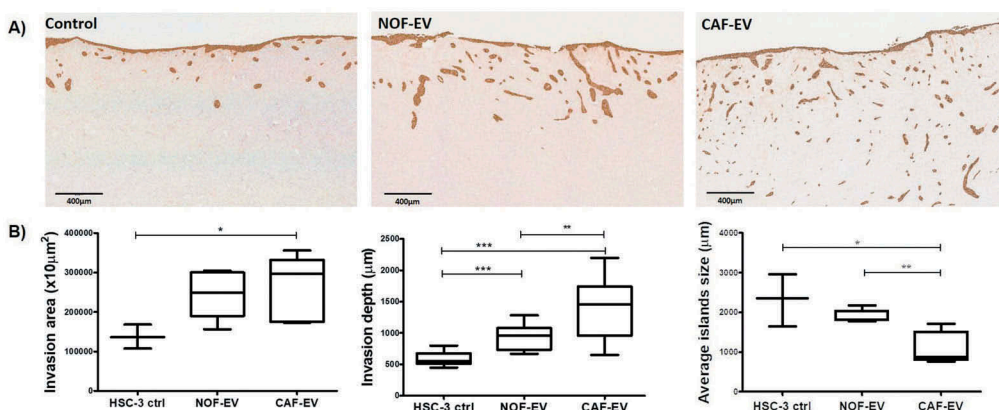 A)
Control
NOF-EV
CAF-EV
400µm
400µm
400µm
B)
Invasion area (x10µm²)
400000
300000
200000
100000
0
*
HSC-3 ctrl NOF-EV CAF-EV
Invasion depth (µm)
2500
2000
1500
1000
500
0
***
***
**
HSC-3 ctrl NOF-EV CAF-EV
Average islands size (µm)
4000
3000
2000
1000
0
*
**
HSC-3 ctrl NOF-EV CAF-EV